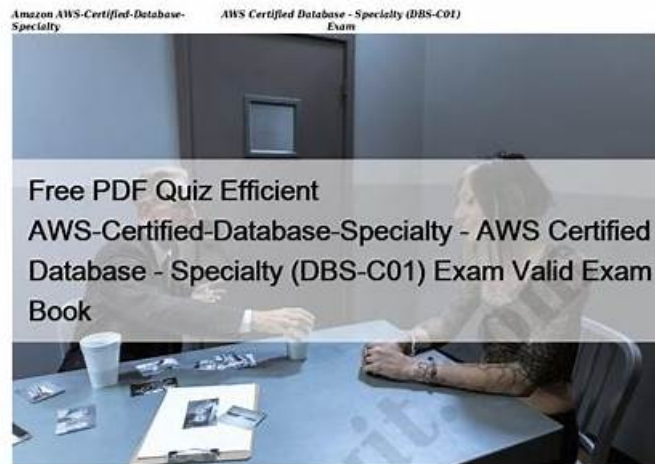 Amazon AWS-Certified-Database-
Specialty
AWS Certified Database - Specialty (DBS-C01)
Exam
Free PDF Quiz Efficient
AWS-Certified-Database-Specialty - AWS Certified
Database - Specialty (DBS-C01) Exam Valid Exam
Book